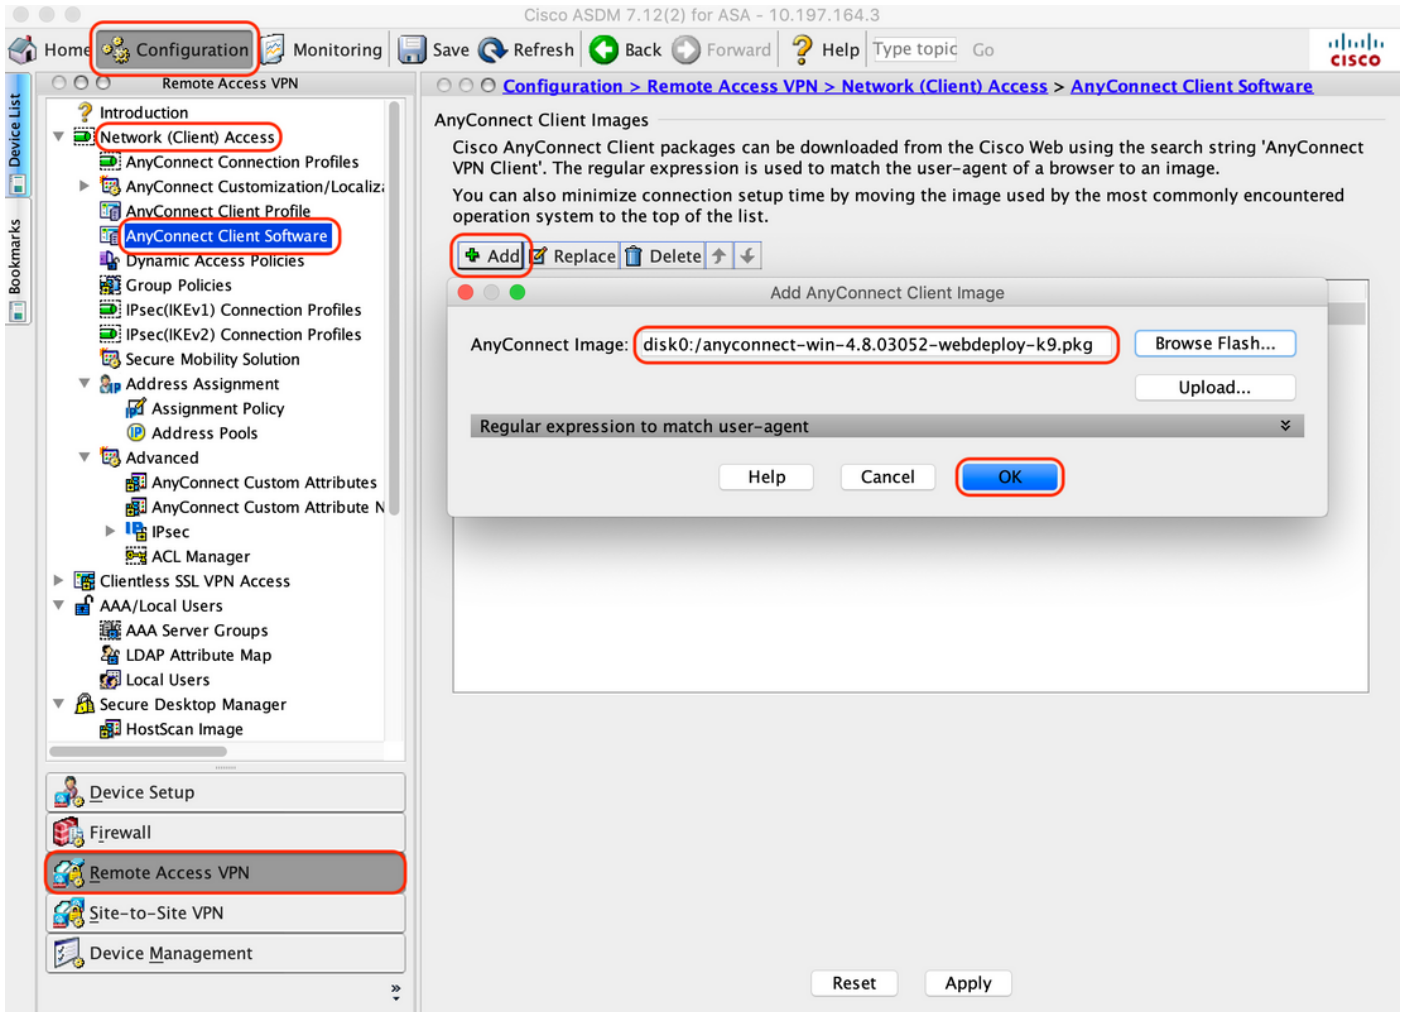 Cisco ASDM 7.12(2) for ASA - 10.197.164.3
Home Configuration Monitoring Save Refresh Back Forward Help Type topic Go
CISCO
Device List
Bookmarks
Remote Access VPN
Introduction
Network (Client) Access
AnyConnect Connection Profiles
AnyConnect Customization/Localiz
AnyConnect Client Profile
AnyConnect Client Software
Dynamic Access Policies
Group Policies
IPsec(IKEv1) Connection Profiles
IPsec(IKEv2) Connection Profiles
Secure Mobility Solution
Address Assignment
Assignment Policy
Address Pools
Advanced
AnyConnect Custom Attributes
AnyConnect Custom Attribute N
IPsec
ACL Manager
Clientless SSL VPN Access
AAA/Local Users
AAA Server Groups
LDAP Attribute Map
Local Users
Secure Desktop Manager
HostScan Image
Device Setup
Firewall
Remote Access VPN
Site-to-Site VPN
Device Management
Configuration > Remote Access VPN > Network (Client) Access > AnyConnect Client Software
AnyConnect Client Images
Cisco AnyConnect Client packages can be downloaded from the Cisco Web using the search string 'AnyConnect
VPN Client'. The regular expression is used to match the user-agent of a browser to an image.
You can also minimize connection setup time by moving the image used by the most commonly encountered
operation system to the top of the list.
Add Replace Delete
Add AnyConnect Client Image
AnyConnect Image: disk0:/anyconnect-win-4.8.03052-webdeploy-k9.pkg Browse Flash...
Upload...
Regular expression to match user-agent
Help Cancel OK
Reset Apply